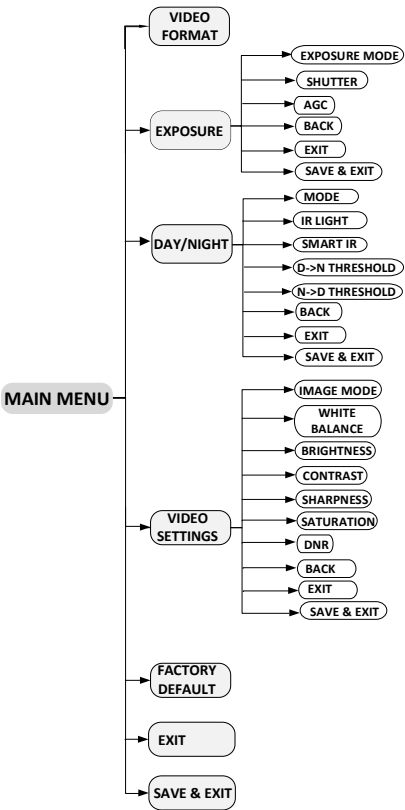 VIDEO
FORMAT
EXPOSURE MODE
SHUTTER
AGC
EXPOSURE
BACK
EXIT
SAVE & EXIT
MODE
IR LIGHT
DAY/NIGHT
SMART IR
D->N THRESHOLD
N->D THRESHOLD
BACK
EXIT
SAVE & EXIT
MAIN MENU
IMAGE MODE
WHITE
BALANCE
BRIGHTNESS
CONTRAST
SHARPNESS
VIDEO
SETTINGS
SATURATION
DNR
BACK
EXIT
SAVE & EXIT
FACTORY
DEFAULT
EXIT
SAVE & EXIT